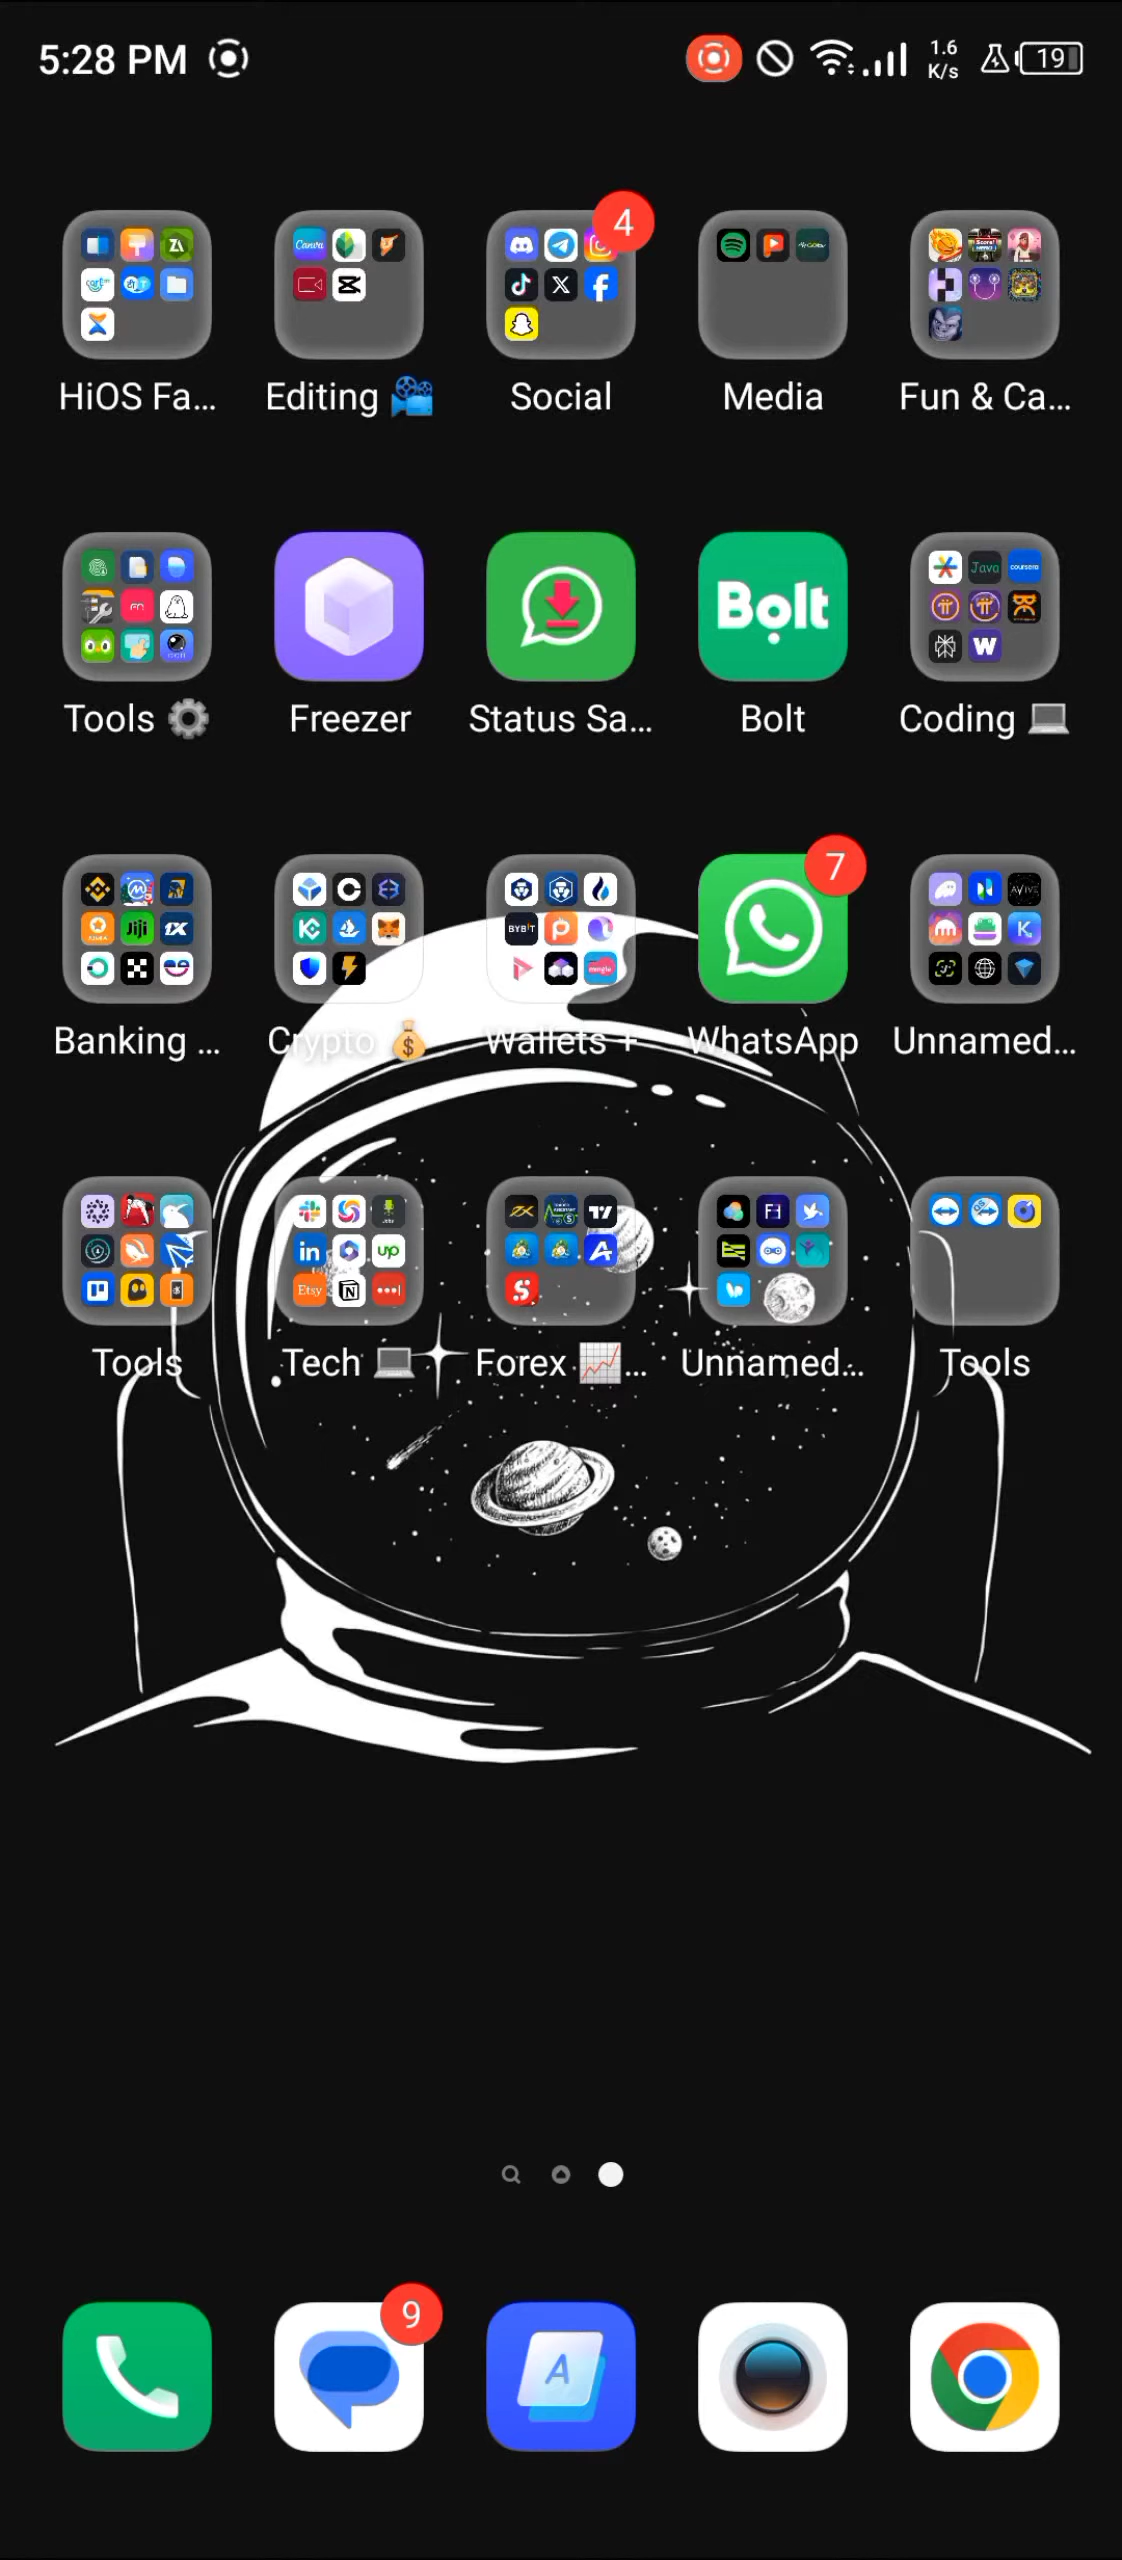 5:28 PM
1.6 K/s
19
4
HiOS Fa...
Editing 🎥
Social
Media
Fun & Ca...
Bolt
Tools ⚙️
Freezer
Status Sa...
Bolt
Coding 💻
7
Banking ...
Crypto 💰
Wallets +
WhatsApp
Unnamed...
Tools
Tech 💻
Forex 📈...
Unnamed...
Tools
9
A